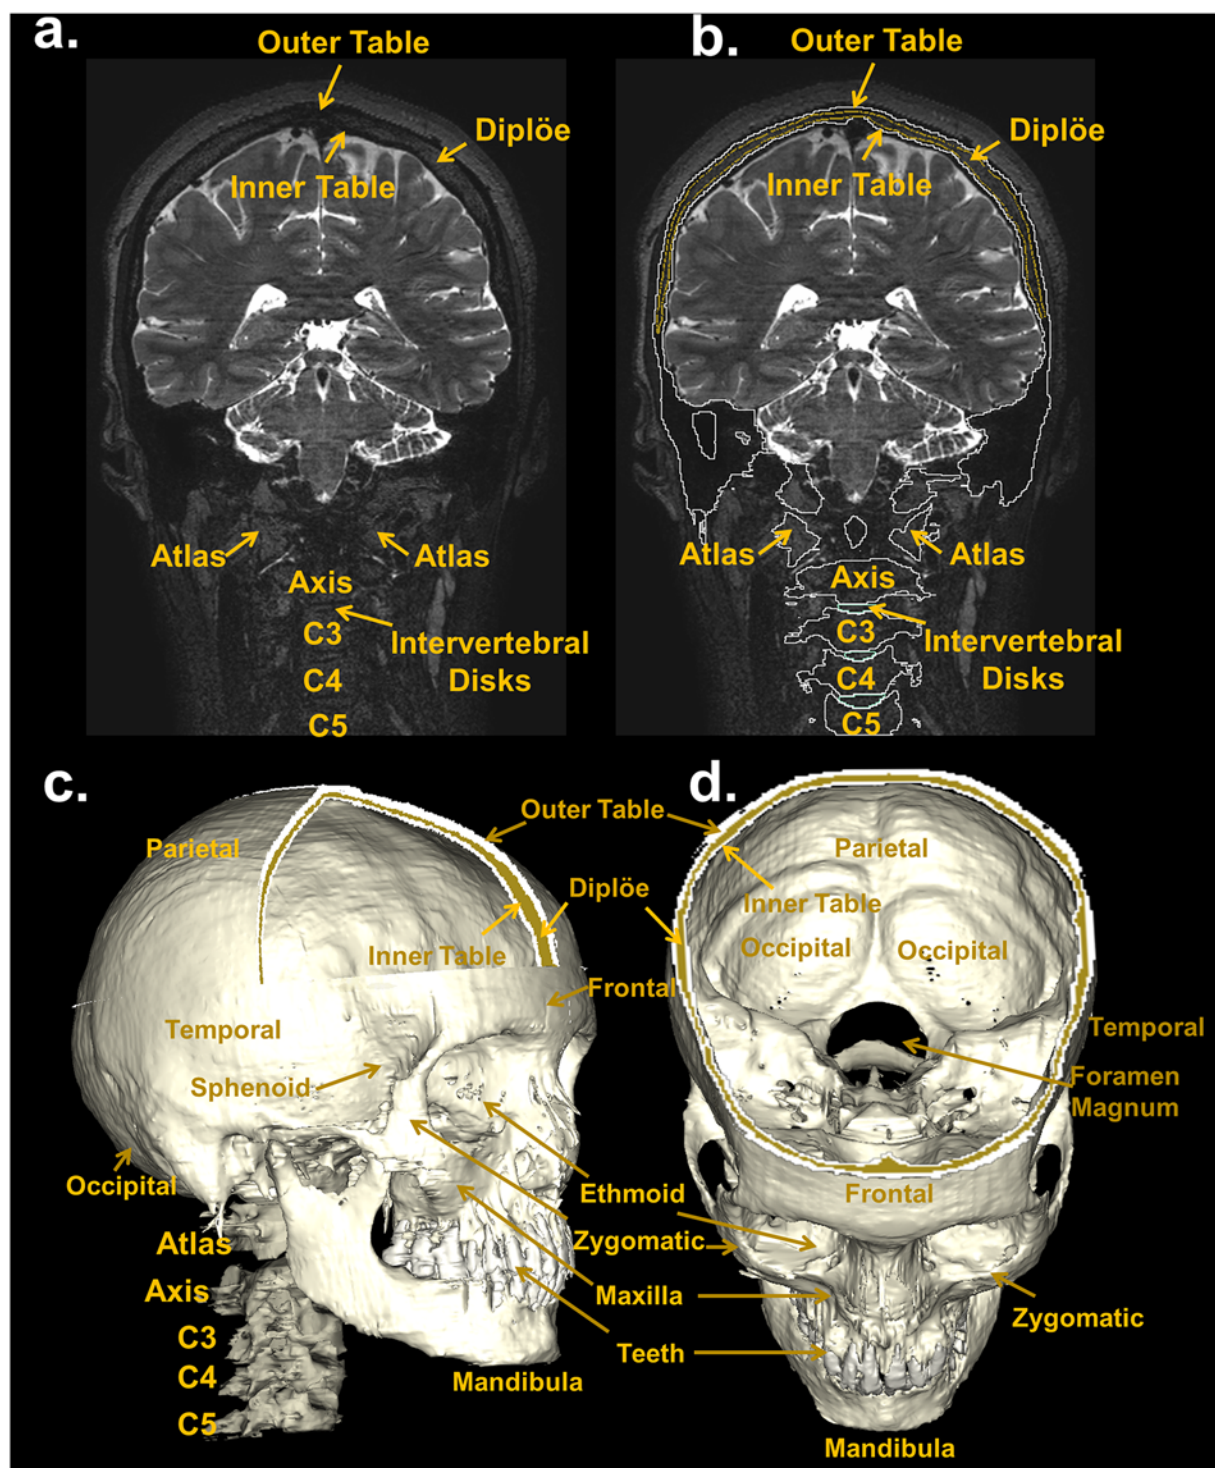 a.
Outer Table
Diplöe
Inner Table
Atlas
Atlas
Axis
C3
Intervertebral
Disks
C4
C5
b.
Outer Table
Diplöe
Inner Table
Atlas
Atlas
Axis
C3
Intervertebral
Disks
C4
C5
c.
Parietal
Outer Table
Diplöe
Inner Table
Frontal
Temporal
Sphenoid
Occipital
Ethmoid
Zygomatic
Maxilla
Teeth
Atlas
Axis
C3
C4
C5
Mandibula
d.
Parietal
Inner Table
Occipital
Occipital
Temporal
Foramen
Magnum
Frontal
Zygomatic
Mandibula